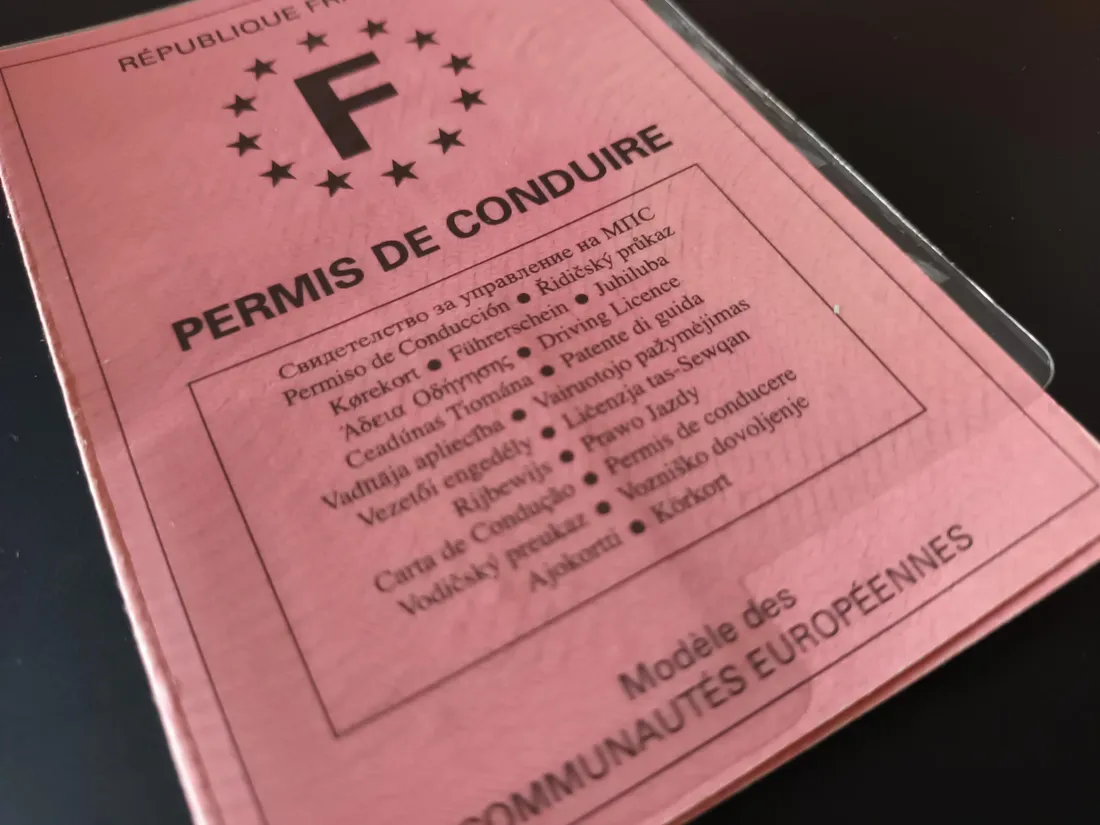 RÉPUBLIQUE
F
PERMIS DE CONDUIRE
Свидетелство за управление на МПС
Permiso de Conducción ● Řidičský průkaz
Kørekort ● Führerschein ● Juhiluba
Άδεια Οδήγησης ● Driving Licence
Ceadúnas Tiomána ● Patente di guida
Vadītāja apliecība ● Vairuotojo pažymėjimas
Vezetői engedély ● Liċenzja tas-Sewqan
Rijbewijs ● Prawo Jazdy
Carta de Condução ● Permis de conducere
Vodičský preukaz ● Vozniško dovoljenje
Ajokortti ● Körkort
Modèle des
COMMUNAUTÉS EUROPÉENNES